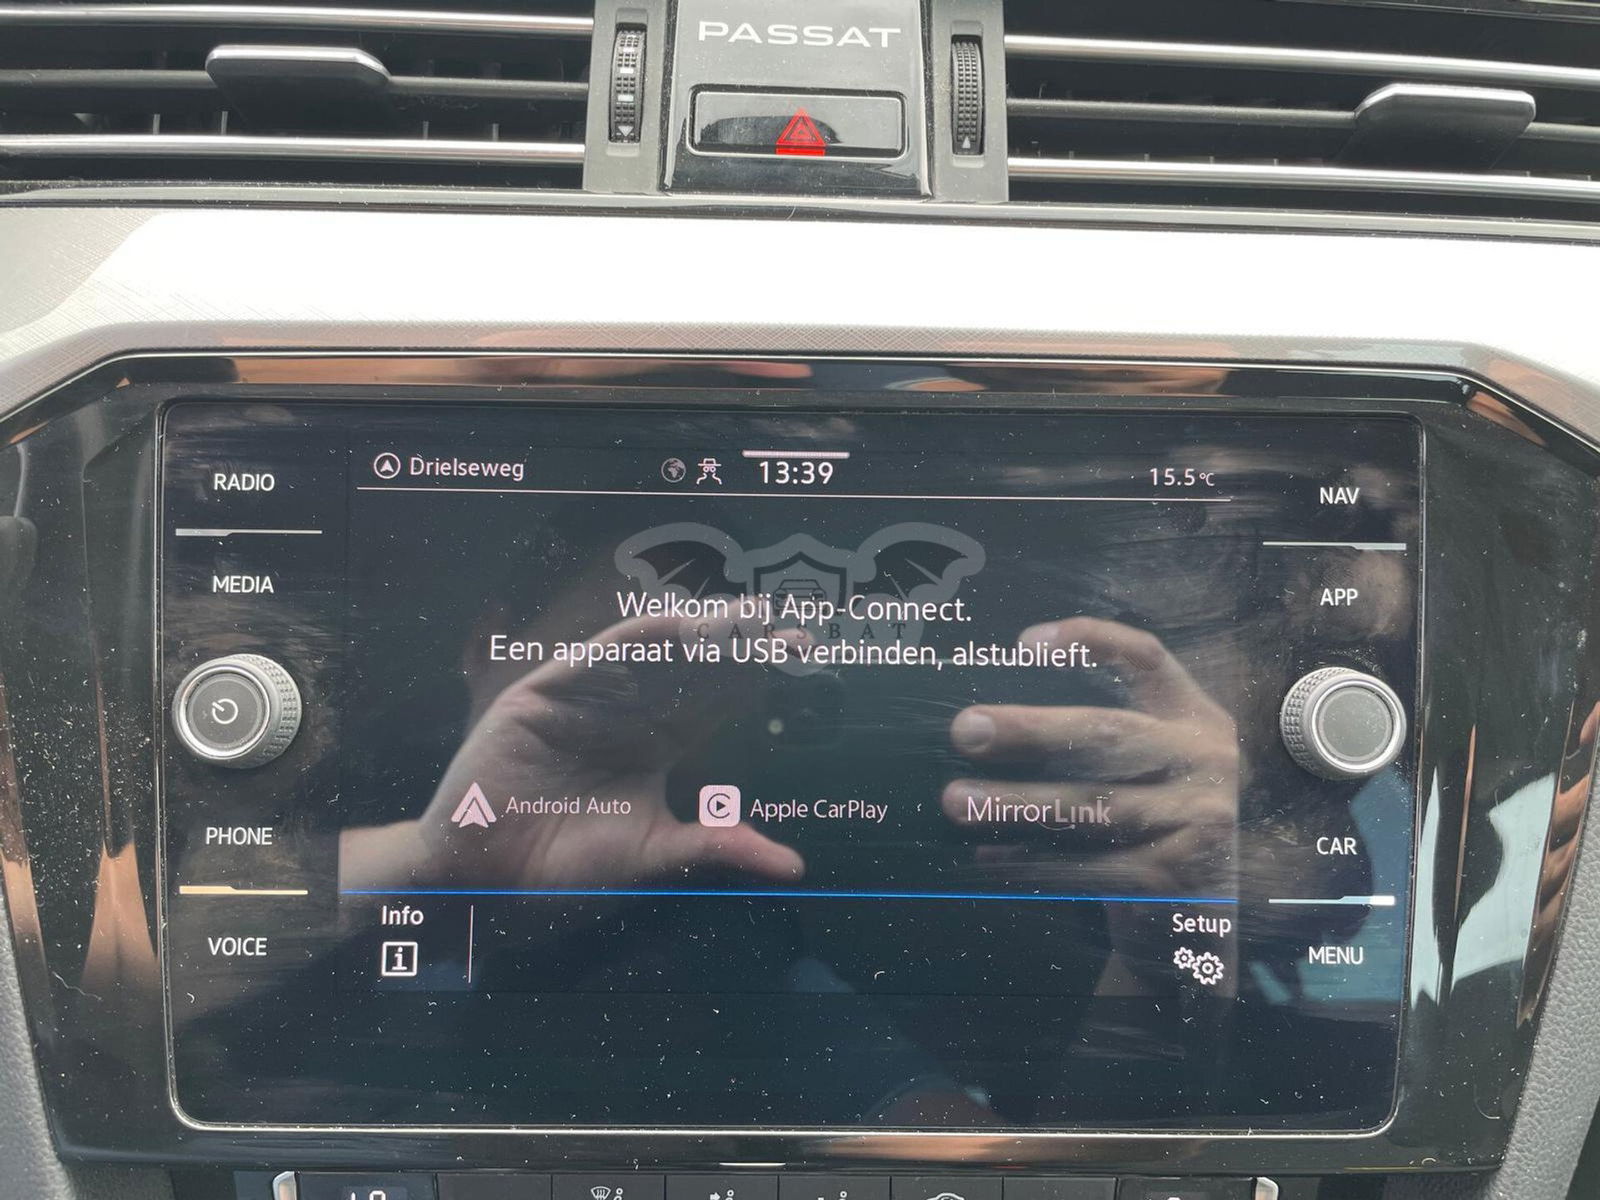 PASSAT
RADIO
Drielseweg
13:39
15.5°C
NAV
MEDIA
APP
Welkom bij App-Connect.
CARSBAT
Een apparaat via USB verbinden, alstublieft.
Android Auto
Apple CarPlay
MirrorLink
PHONE
CAR
Info
Setup
VOICE
MENU